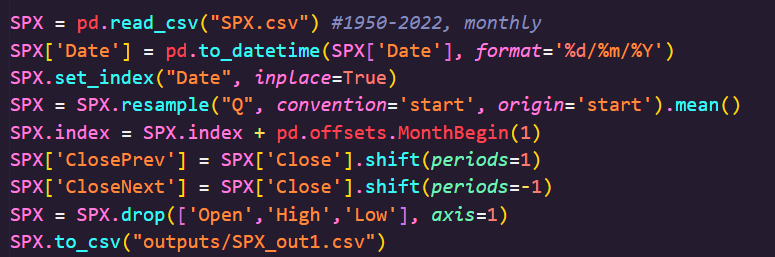 SPX = pd.read_csv("SPX.csv") #1950-2022, monthly
SPX['Date'] = pd.to_datetime(SPX['Date'], format='%d/%m/%Y')
SPX.set_index("Date", inplace=True)
SPX = SPX.resample("Q", convention='start', origin='start').mean()
SPX.index = SPX.index + pd.offsets.MonthBegin(1)
SPX['ClosePrev'] = SPX['Close'].shift(periods=1)
SPX['CloseNext'] = SPX['Close'].shift(periods=-1)
SPX = SPX.drop(['Open','High','Low'], axis=1)
SPX.to_csv("outputs/SPX_out1.csv")